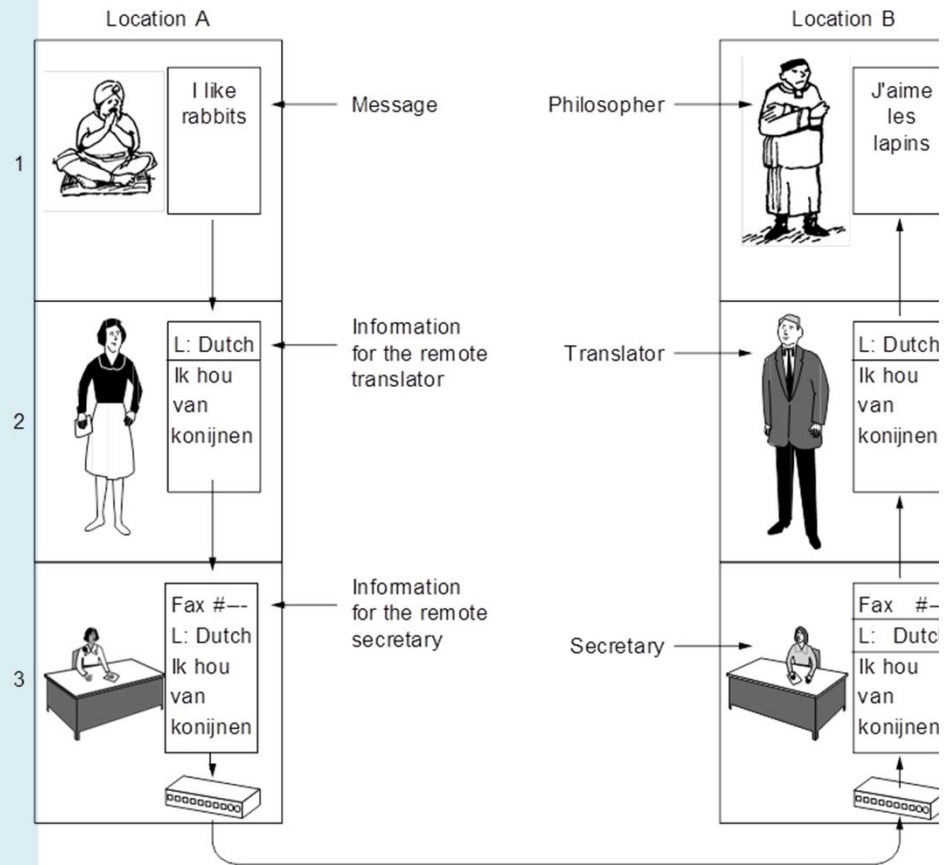 Location A
Location B
1
I like
rabbits
Message
Philosopher
J'aime
les
lapins
2
L: Dutch
Ik hou
van
konijnen
Information
for the remote
translator
Translator
L: Dutch
Ik hou
van
konijnen
3
Fax #---
L: Dutch
Ik hou
van
konijnen
Information
for the remote
secretary
Secretary
Fax #–
L: Dutch
Ik hou
van
konijnen